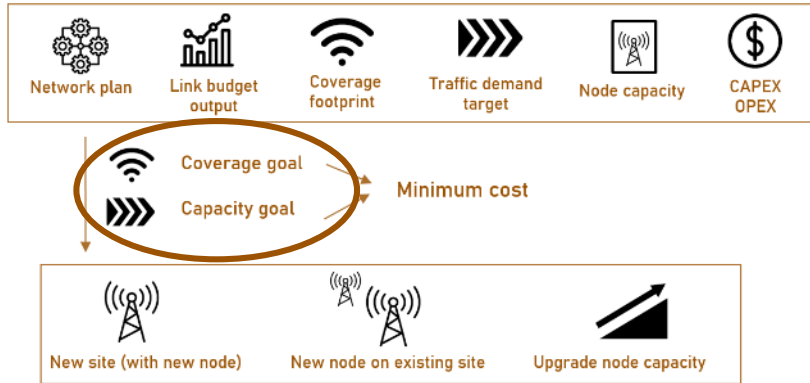 Network plan
Link budget
output
Coverage
footprint
Traffic demand
target
Node capacity
$
CAPEX
OPEX
Coverage goal
Capacity goal
Minimum cost
New site (with new node)
New node on existing site
Upgrade node capacity